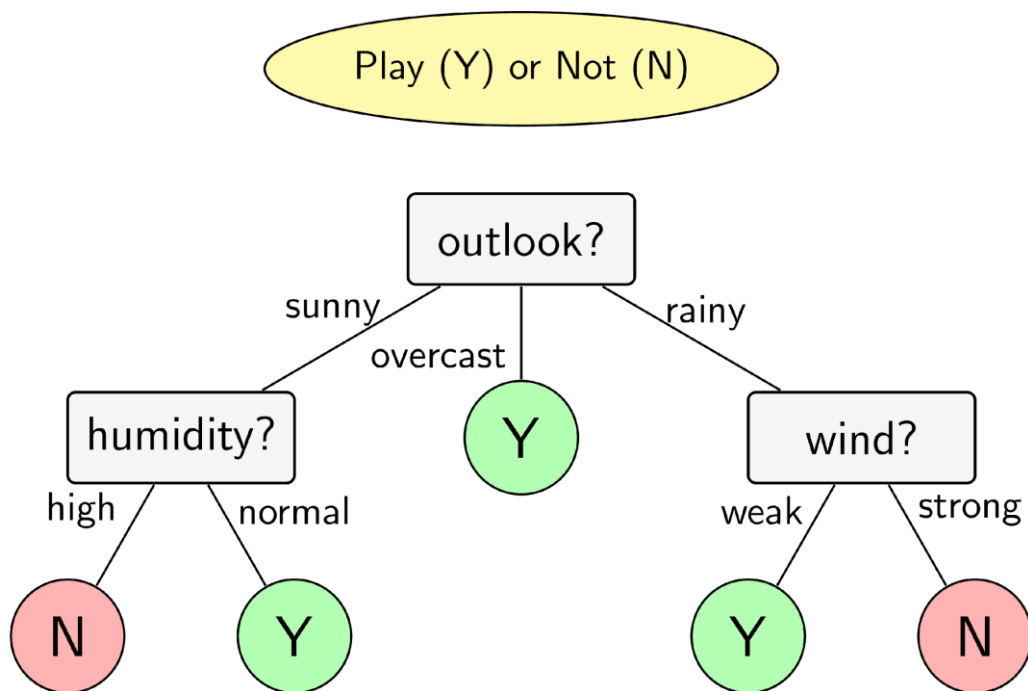 Play (Y) or Not (N)
outlook?
sunny
overcast
rainy
humidity?
Y
wind?
high
normal
weak
strong
N
Y
Y
N